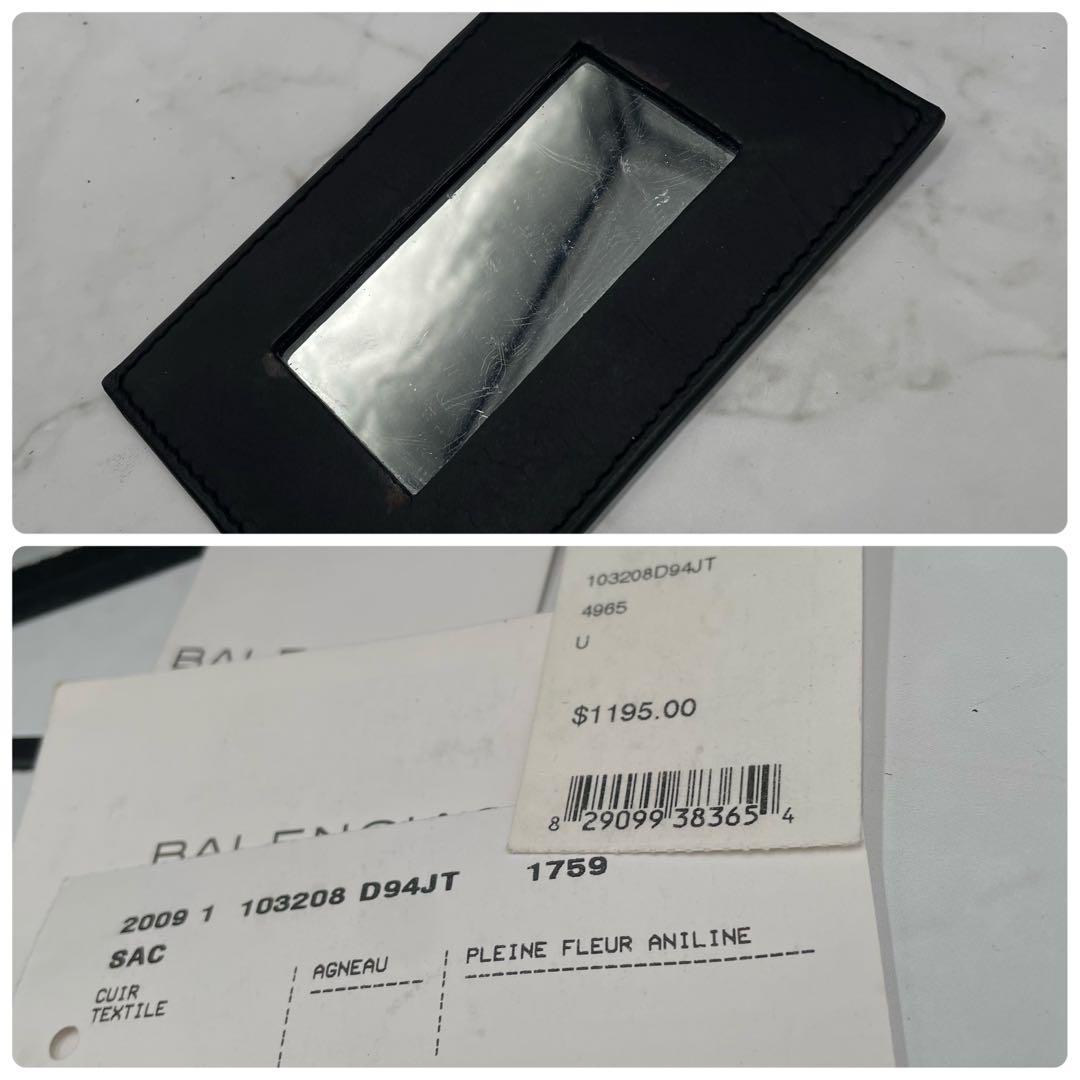 103208D94JT
4965
U
$1195.00
8 29099 38365 4
2009 1 103208 D94JT 1759
SAC
CUIR
TEXTILE
AGNEAU
PLEINE FLEUR ANILINE